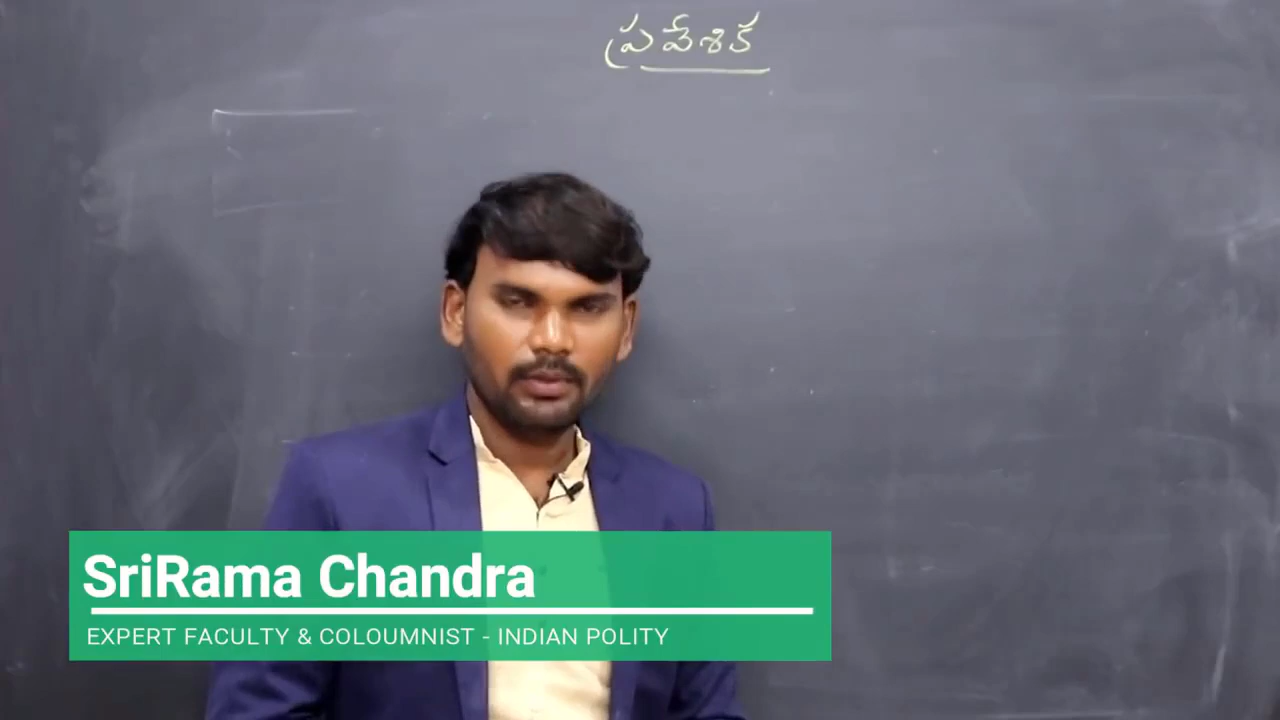 ప్రవేశిక
SriRama Chandra
EXPERT FACULTY & COLOUMNIST - INDIAN POLITY